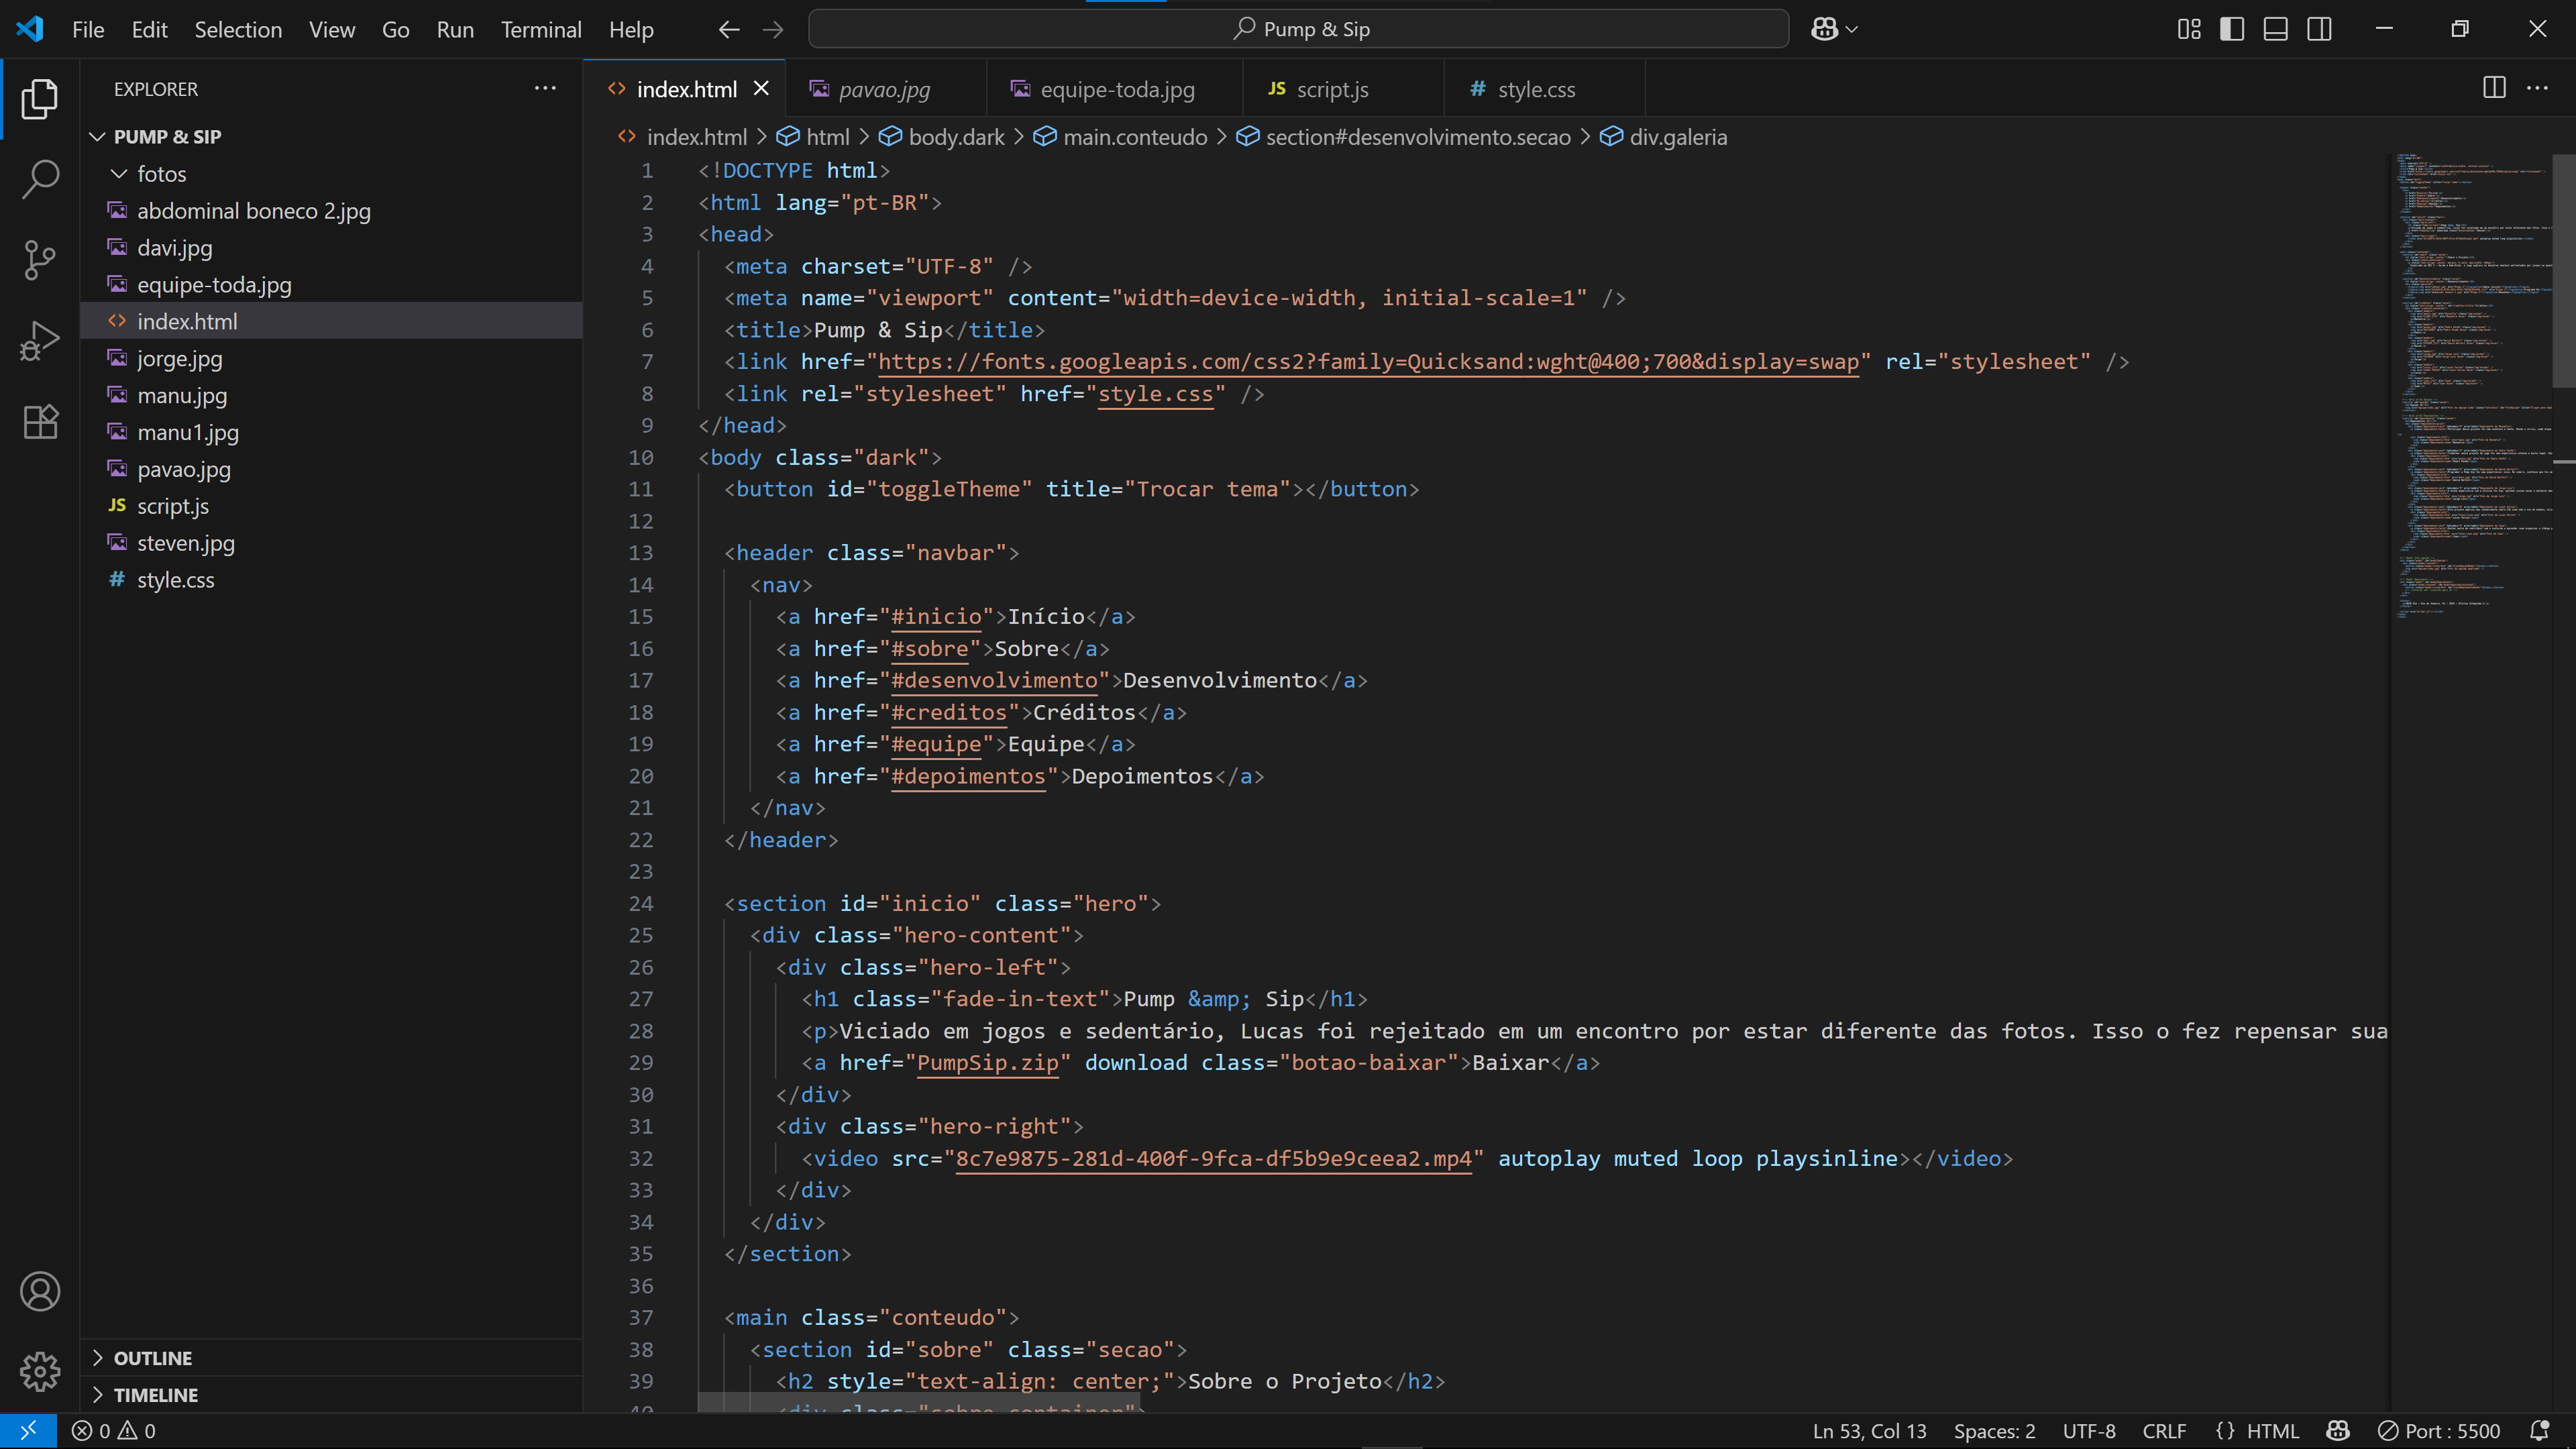 File Edit Selection View Go Run Terminal Help
Pump & Sip
EXPLORER
PUMP & SIP
fotos
abdominal boneco 2.jpg
davi.jpg
equipe-toda.jpg
index.html
jorge.jpg
manu.jpg
manu1.jpg
pavao.jpg
JS script.js
steven.jpg
# style.css
OUTLINE
TIMELINE
index.html
pavao.jpg
equipe-toda.jpg
JS script.js
# style.css
index.html > html > body.dark > main.conteudo > section#desenvolvimento.secao > div.galeria
1 <!DOCTYPE html>
2 <html lang="pt-BR">
3 <head>
4 <meta charset="UTF-8" />
5 <meta name="viewport" content="width=device-width, initial-scale=1" />
6 <title>Pump & Sip</title>
7 <link href="https://fonts.googleapis.com/css2?family=Quicksand:wght@400;700&display=swap" rel="stylesheet" />
8 <link rel="stylesheet" href="style.css" />
9 </head>
10 <body class="dark">
11 <button id="toggleTheme" title="Trocar tema"></button>
12
13 <header class="navbar">
14 <nav>
15 <a href="#inicio">Início</a>
16 <a href="#sobre">Sobre</a>
17 <a href="#desenvolvimento">Desenvolvimento</a>
18 <a href="#creditos">Créditos</a>
19 <a href="#equipe">Equipe</a>
20 <a href="#depoimentos">Depoimentos</a>
21 </nav>
22 </header>
23
24 <section id="inicio" class="hero">
25 <div class="hero-content">
26 <div class="hero-left">
27 <h1 class="fade-in-text">Pump &amp; Sip</h1>
28 <p>Viciado em jogos e sedentário, Lucas foi rejeitado em um encontro por estar diferente das fotos. Isso o fez repensar sua
29 <a href="PumpSip.zip" download class="botao-baixar">Baixar</a>
30 </div>
31 <div class="hero-right">
32 <video src="8c7e9875-281d-400f-9fca-df5b9e9ceea2.mp4" autoplay muted loop playsinline></video>
33 </div>
34 </div>
35 </section>
36
37 <main class="conteudo">
38 <section id="sobre" class="secao">
39 <h2 style="text-align: center;">Sobre o Projeto</h2>
40 <div class="sobre-container">
0 0
Ln 53, Col 13 Spaces: 2 UTF-8 CRLF {} HTML Port : 5500